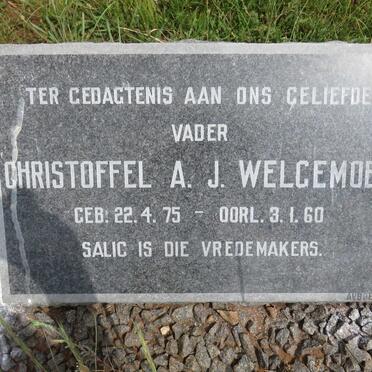 TER GEDAGTENIS AAN ONS GELIEFDE
VADER
CHRISTOFFEL A. J. WELGEMOE
GEB: 22.4.75 - OORL. 3.1.60
SALIG IS DIE VREDEMAKERS.